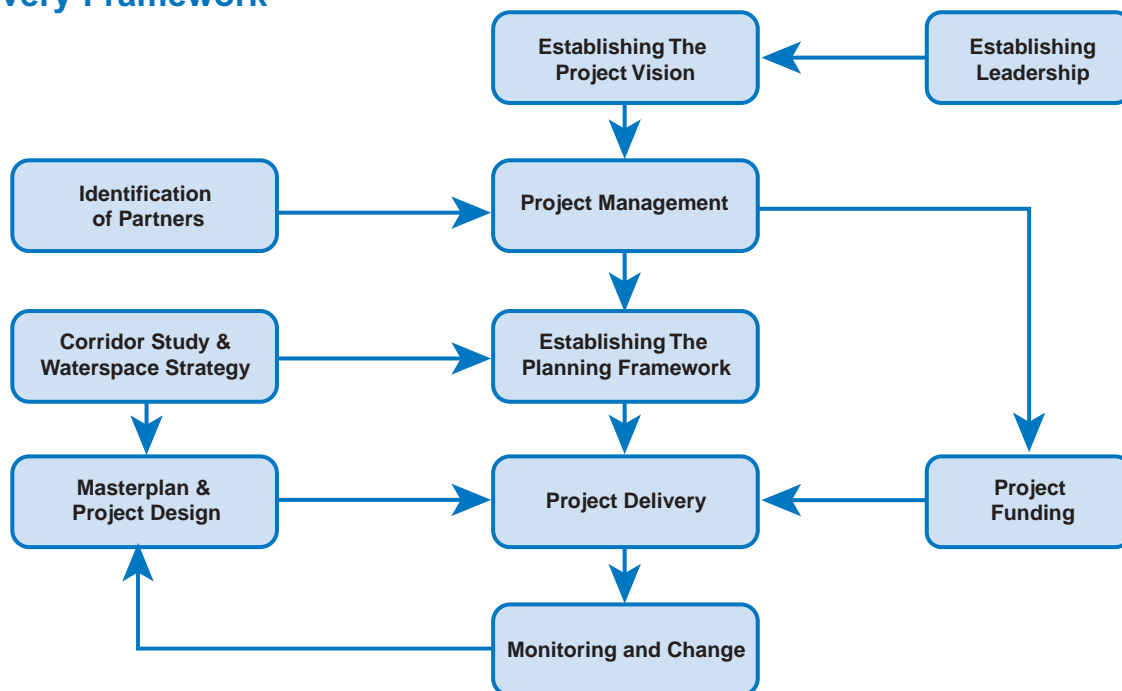 Framework
Establishing The
Project Vision
Establishing
Leadership
Identification
of Partners
Project Management
Corridor Study &
Waterspace Strategy
Establishing The
Planning Framework
Masterplan &
Project Design
Project Delivery
Project
Funding
Monitoring and Change